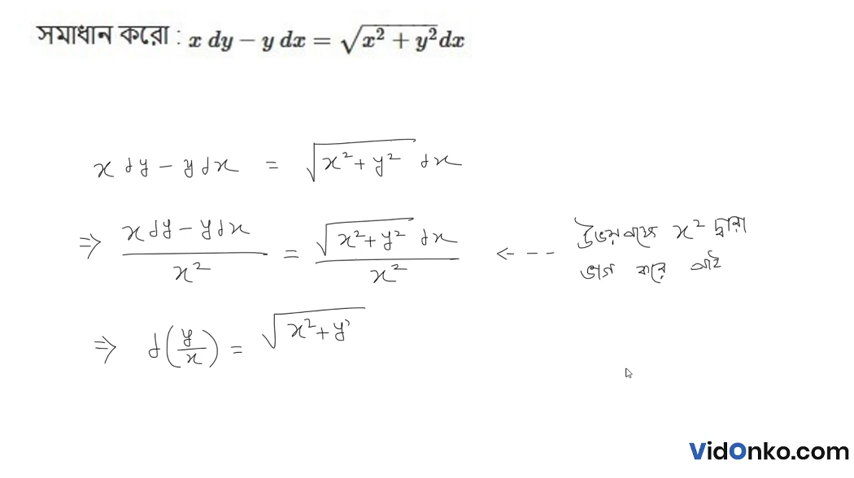 সমাধান করো : x dy − y dx = √(x² + y²)dx
x dy − y dx = √(x² + y²) dx
⇒ (x dy − y dx)/x² = √(x² + y²) dx/x² ← - - - উভয়পক্ষে x² দ্বারা
ভাগ করে পাই
⇒ d(y/x) = √(x² + y²)
VidOnko.com